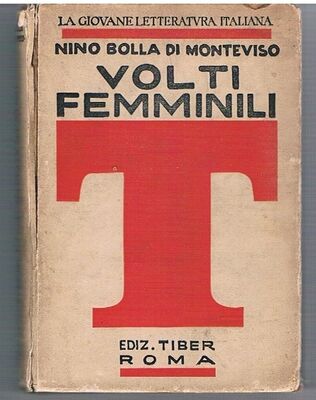 LA GIOVANE LETTERATVRA ITALIANA
NINO BOLLA DI MONTEVISO
VOLTI
FEMMINILI
T
EDIZ. TIBER
ROMA